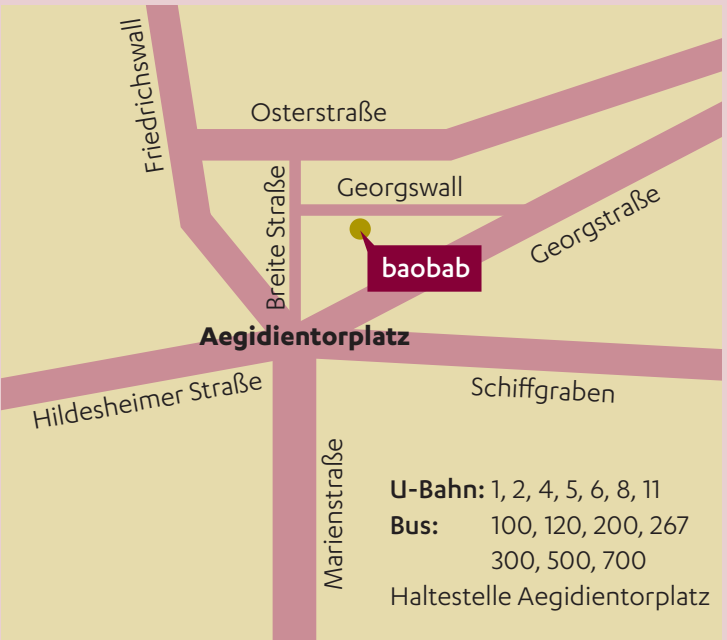 Friedrichswall
Osterstraße
Breite Straße
Georgswall
Georgstraße
baobab
Aegidientorplatz
Hildesheimer Straße
Schiffgraben
Marienstraße
U-Bahn: 1, 2, 4, 5, 6, 8, 11
Bus: 100, 120, 200, 267
300, 500, 700
Haltestelle Aegidientorplatz